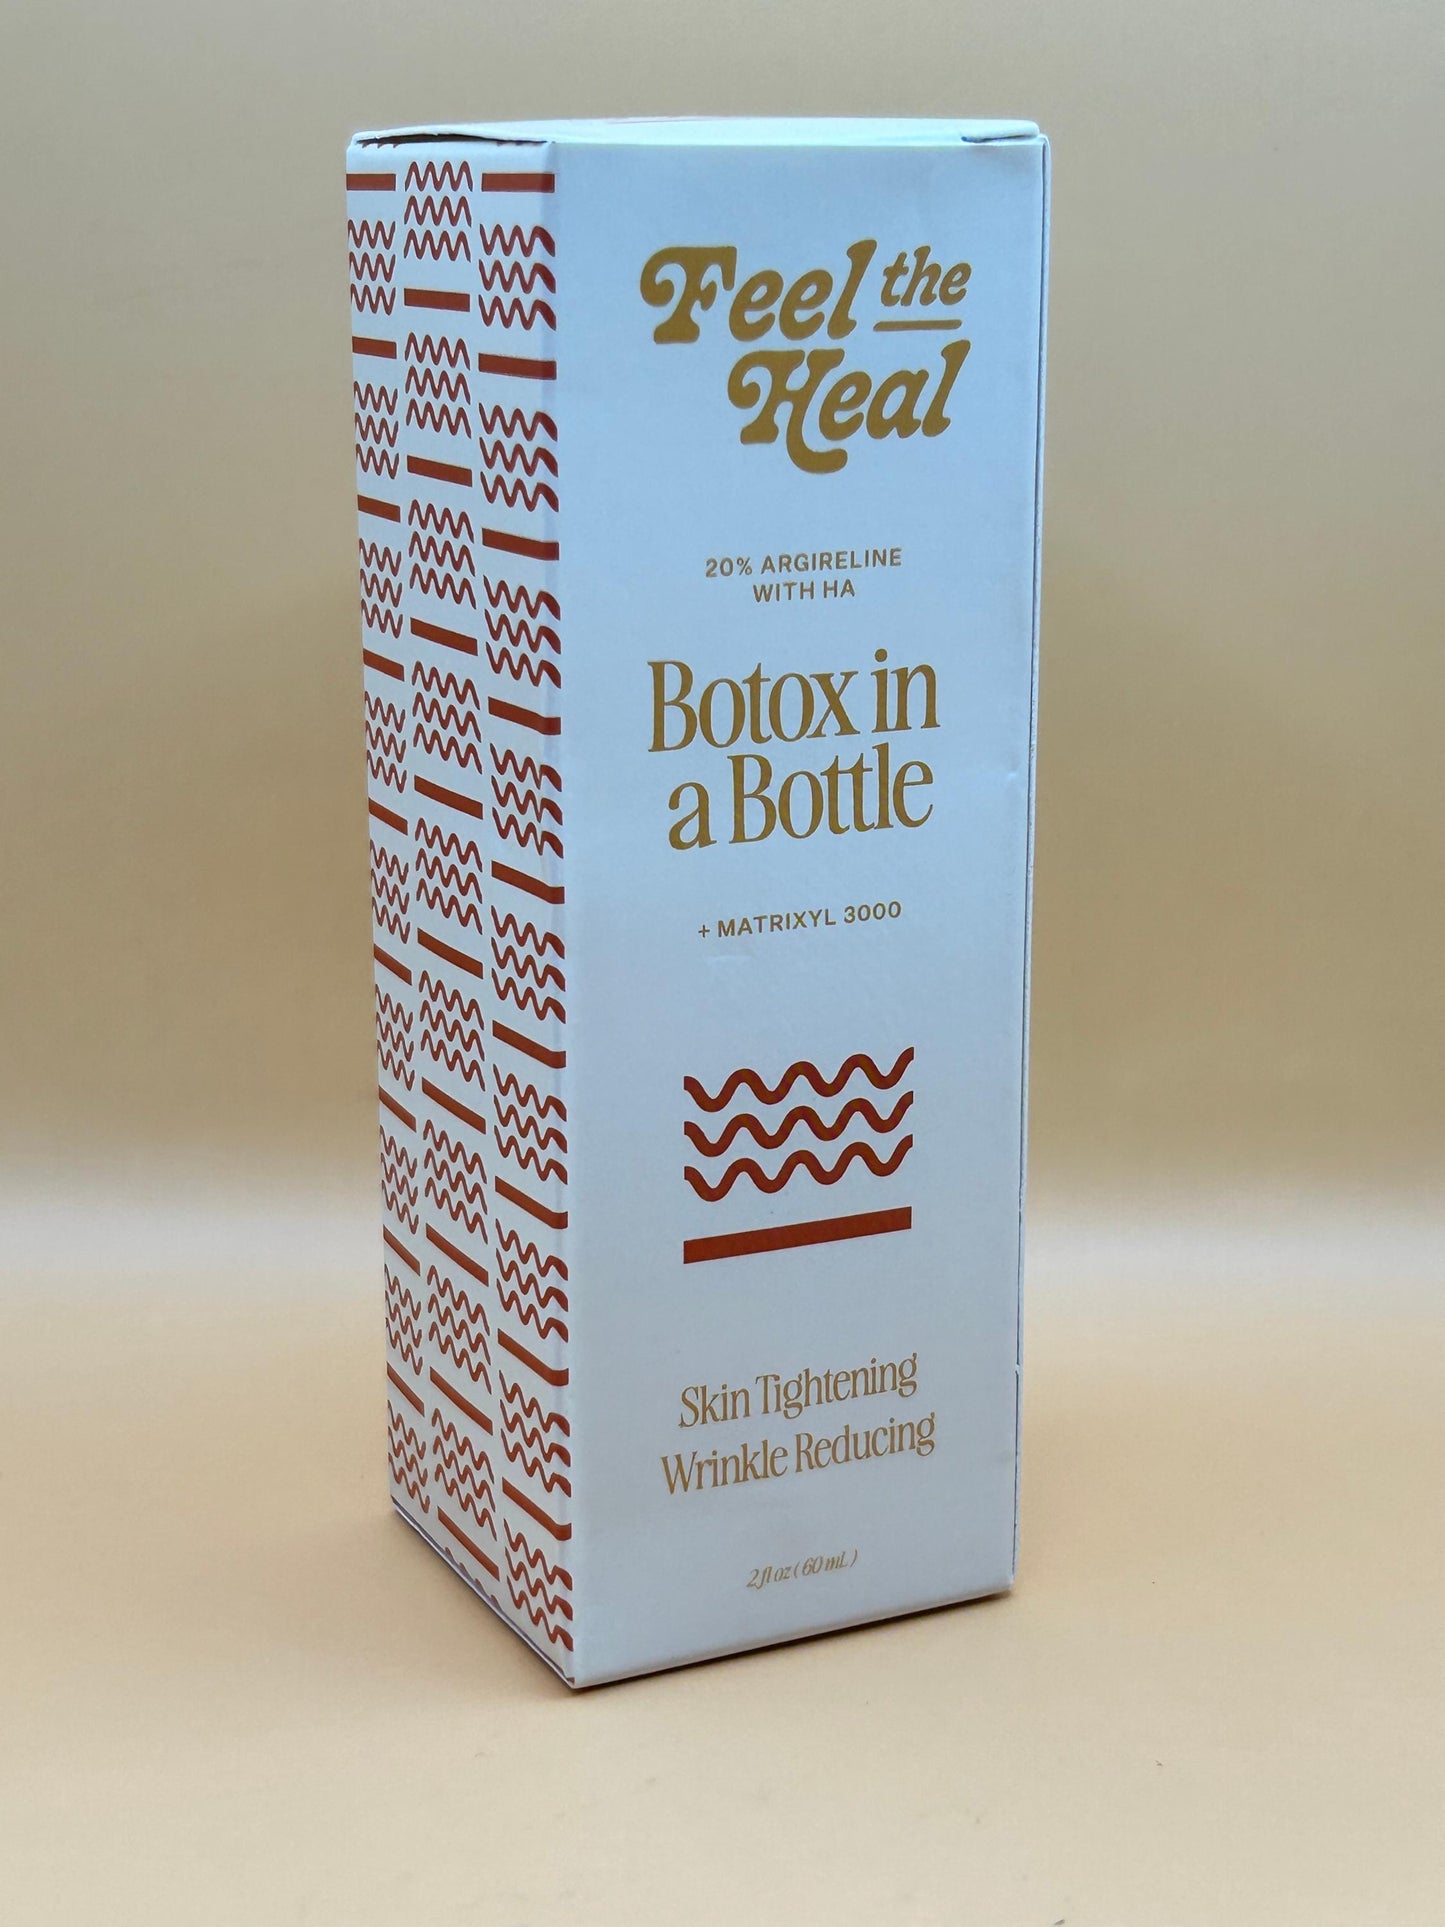 Feel the
Heal
20% ARGIRELINE
WITH HA
Botox in
a Bottle
+ MATRIXYL 3000
Skin Tightening
Wrinkle Reducing
2 fl oz (60 mL)